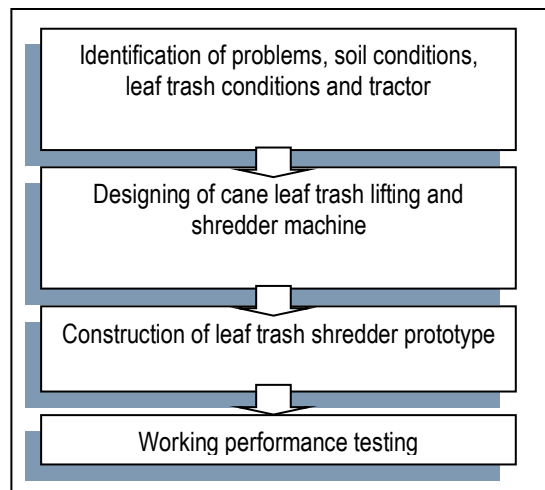 Identification of problems, soil conditions,
leaf trash conditions and tractor
Designing of cane leaf trash lifting and
shredder machine
Construction of leaf trash shredder prototype
Working performance testing